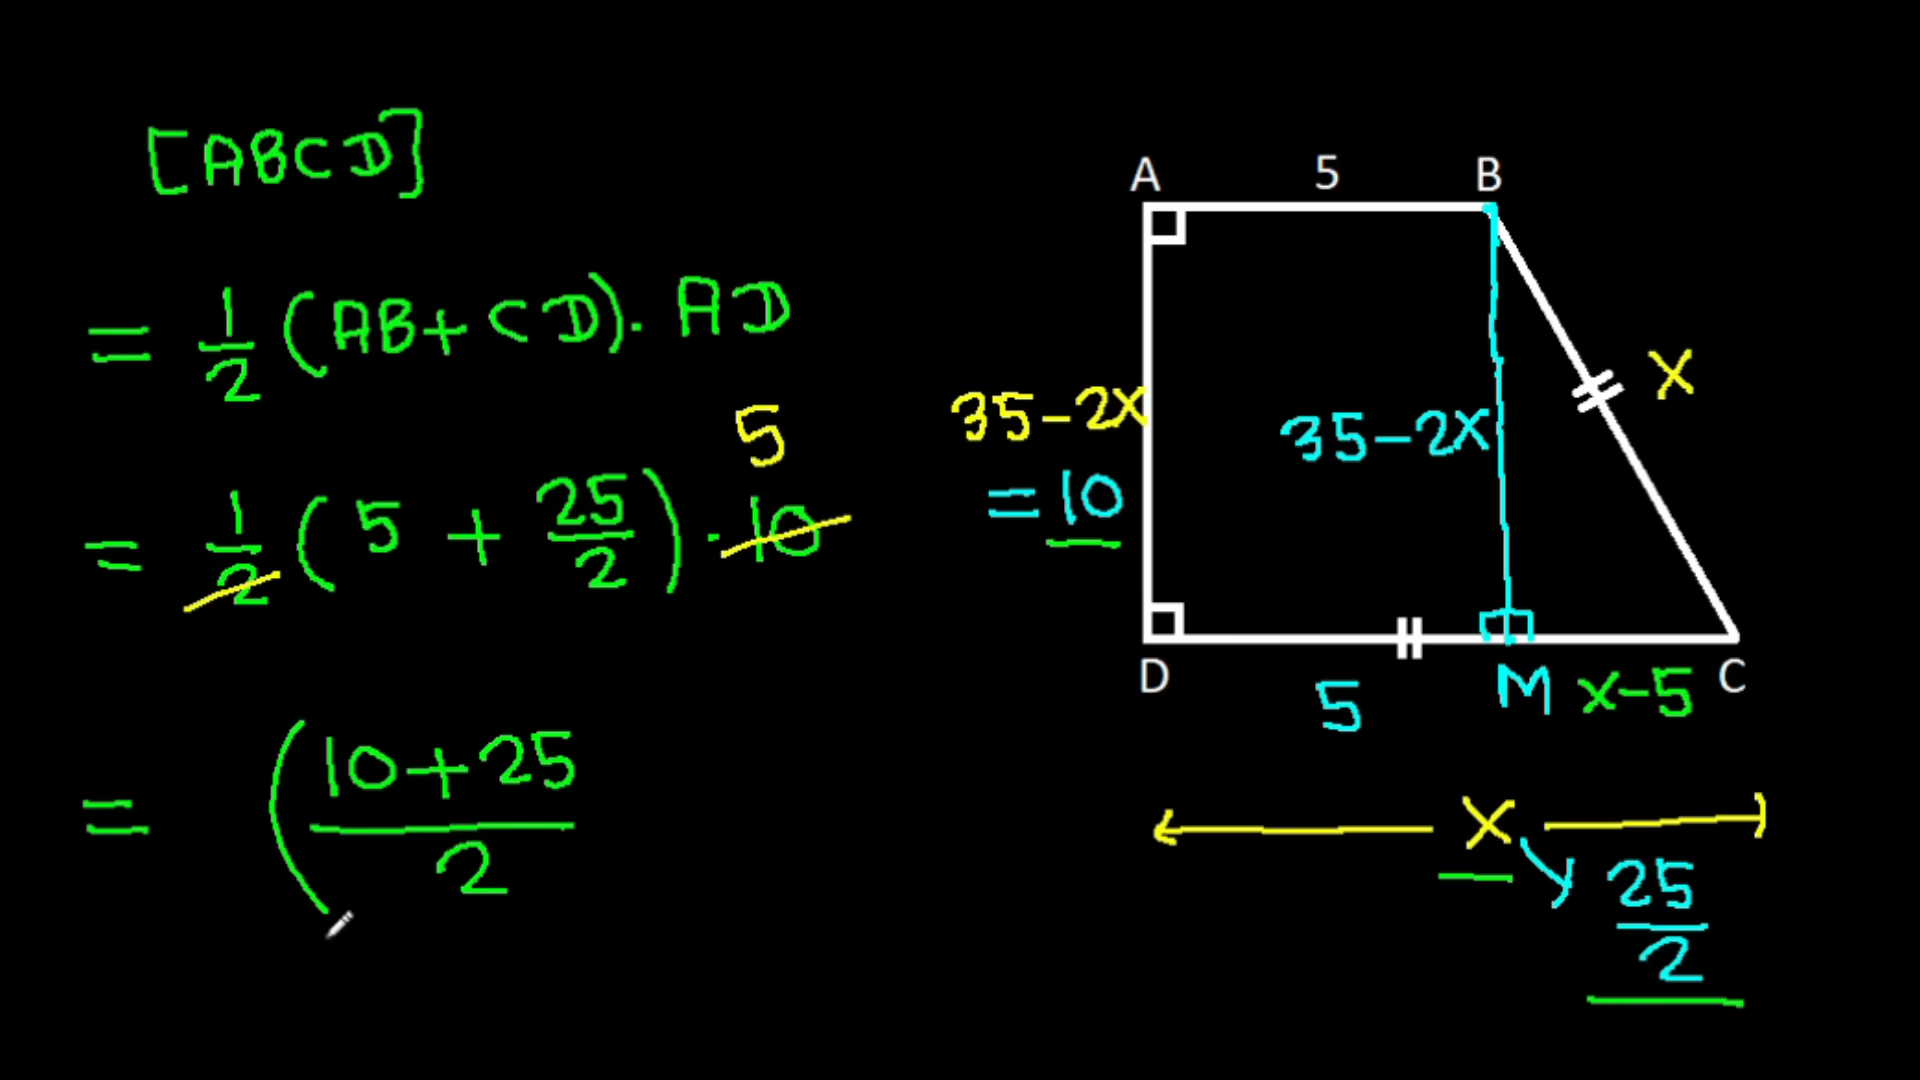 [ABCD]
= 1/2 (AB + CD) · AD
5
= 1/2 (5 + 25/2) · 10
= (10+25/2
A 5 B
35-2x
= 10
35-2x
x
D 5 M x-5 C
x
25/2